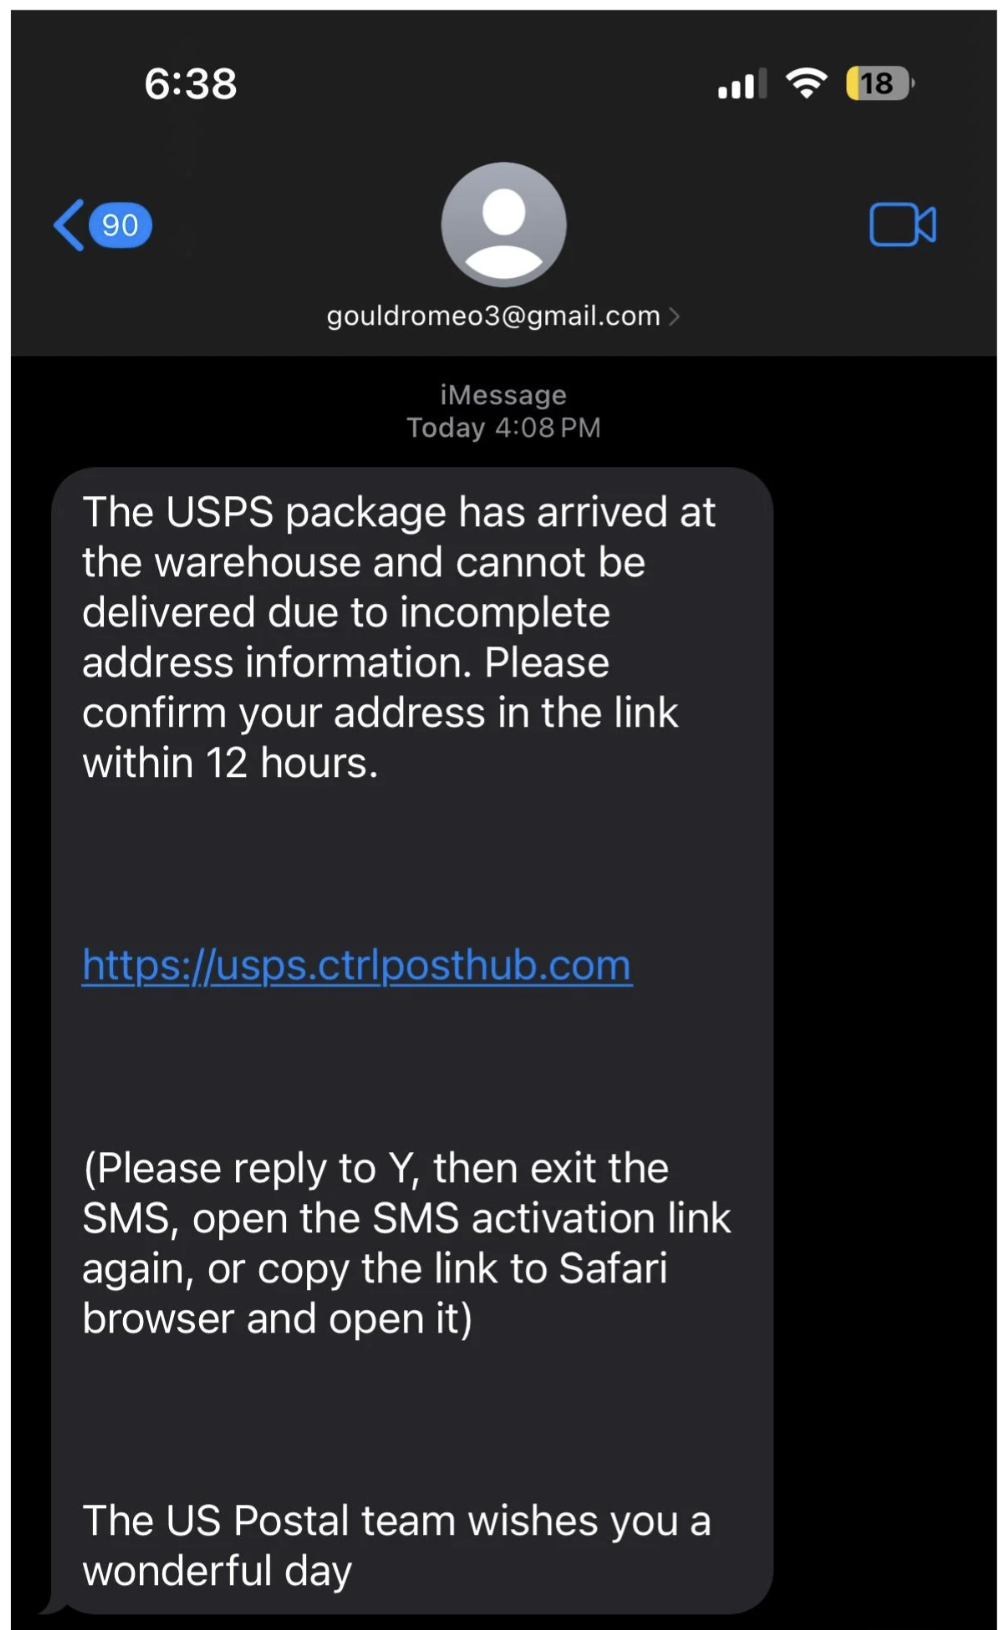 6:38
18
90
gouldromeo3@gmail.com
iMessage
Today 4:08 PM
The USPS package has arrived at
the warehouse and cannot be
delivered due to incomplete
address information. Please
confirm your address in the link
within 12 hours.
https://usps.ctrlposthub.com
(Please reply to Y, then exit the
SMS, open the SMS activation link
again, or copy the link to Safari
browser and open it)
The US Postal team wishes you a
wonderful day